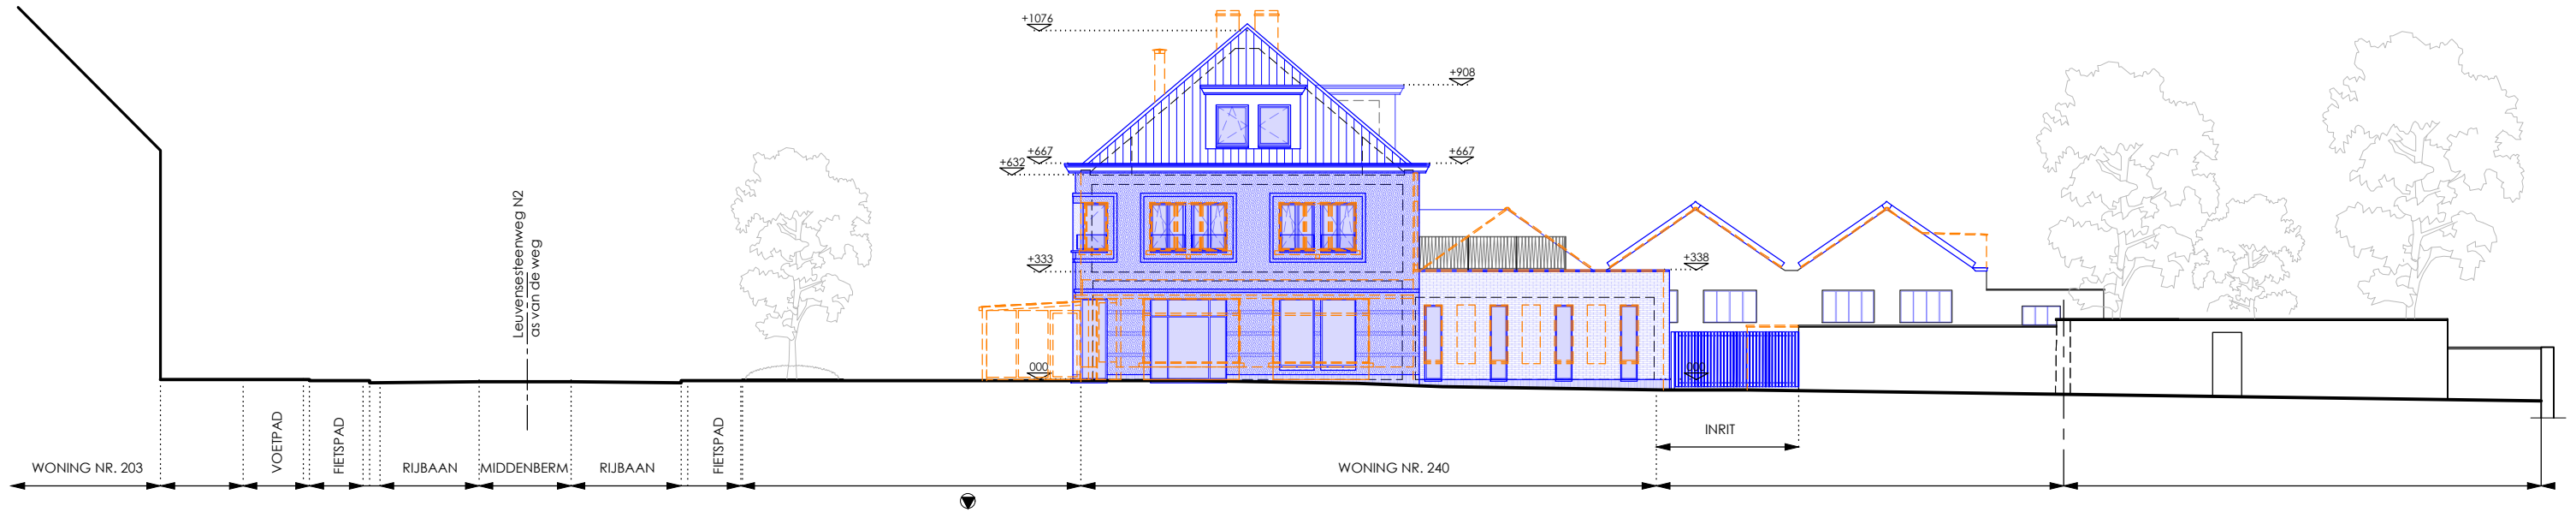 +1076
+908
+667
+632
+667
+333
+338
000
000
Leuvensesteenweg N2
as van de weg
VOETPAD
FIETSPAD
FIETSPAD
INRIT
WONING NR. 203
RIJBAAN
MIDDENBERM
RIJBAAN
WONING NR. 240